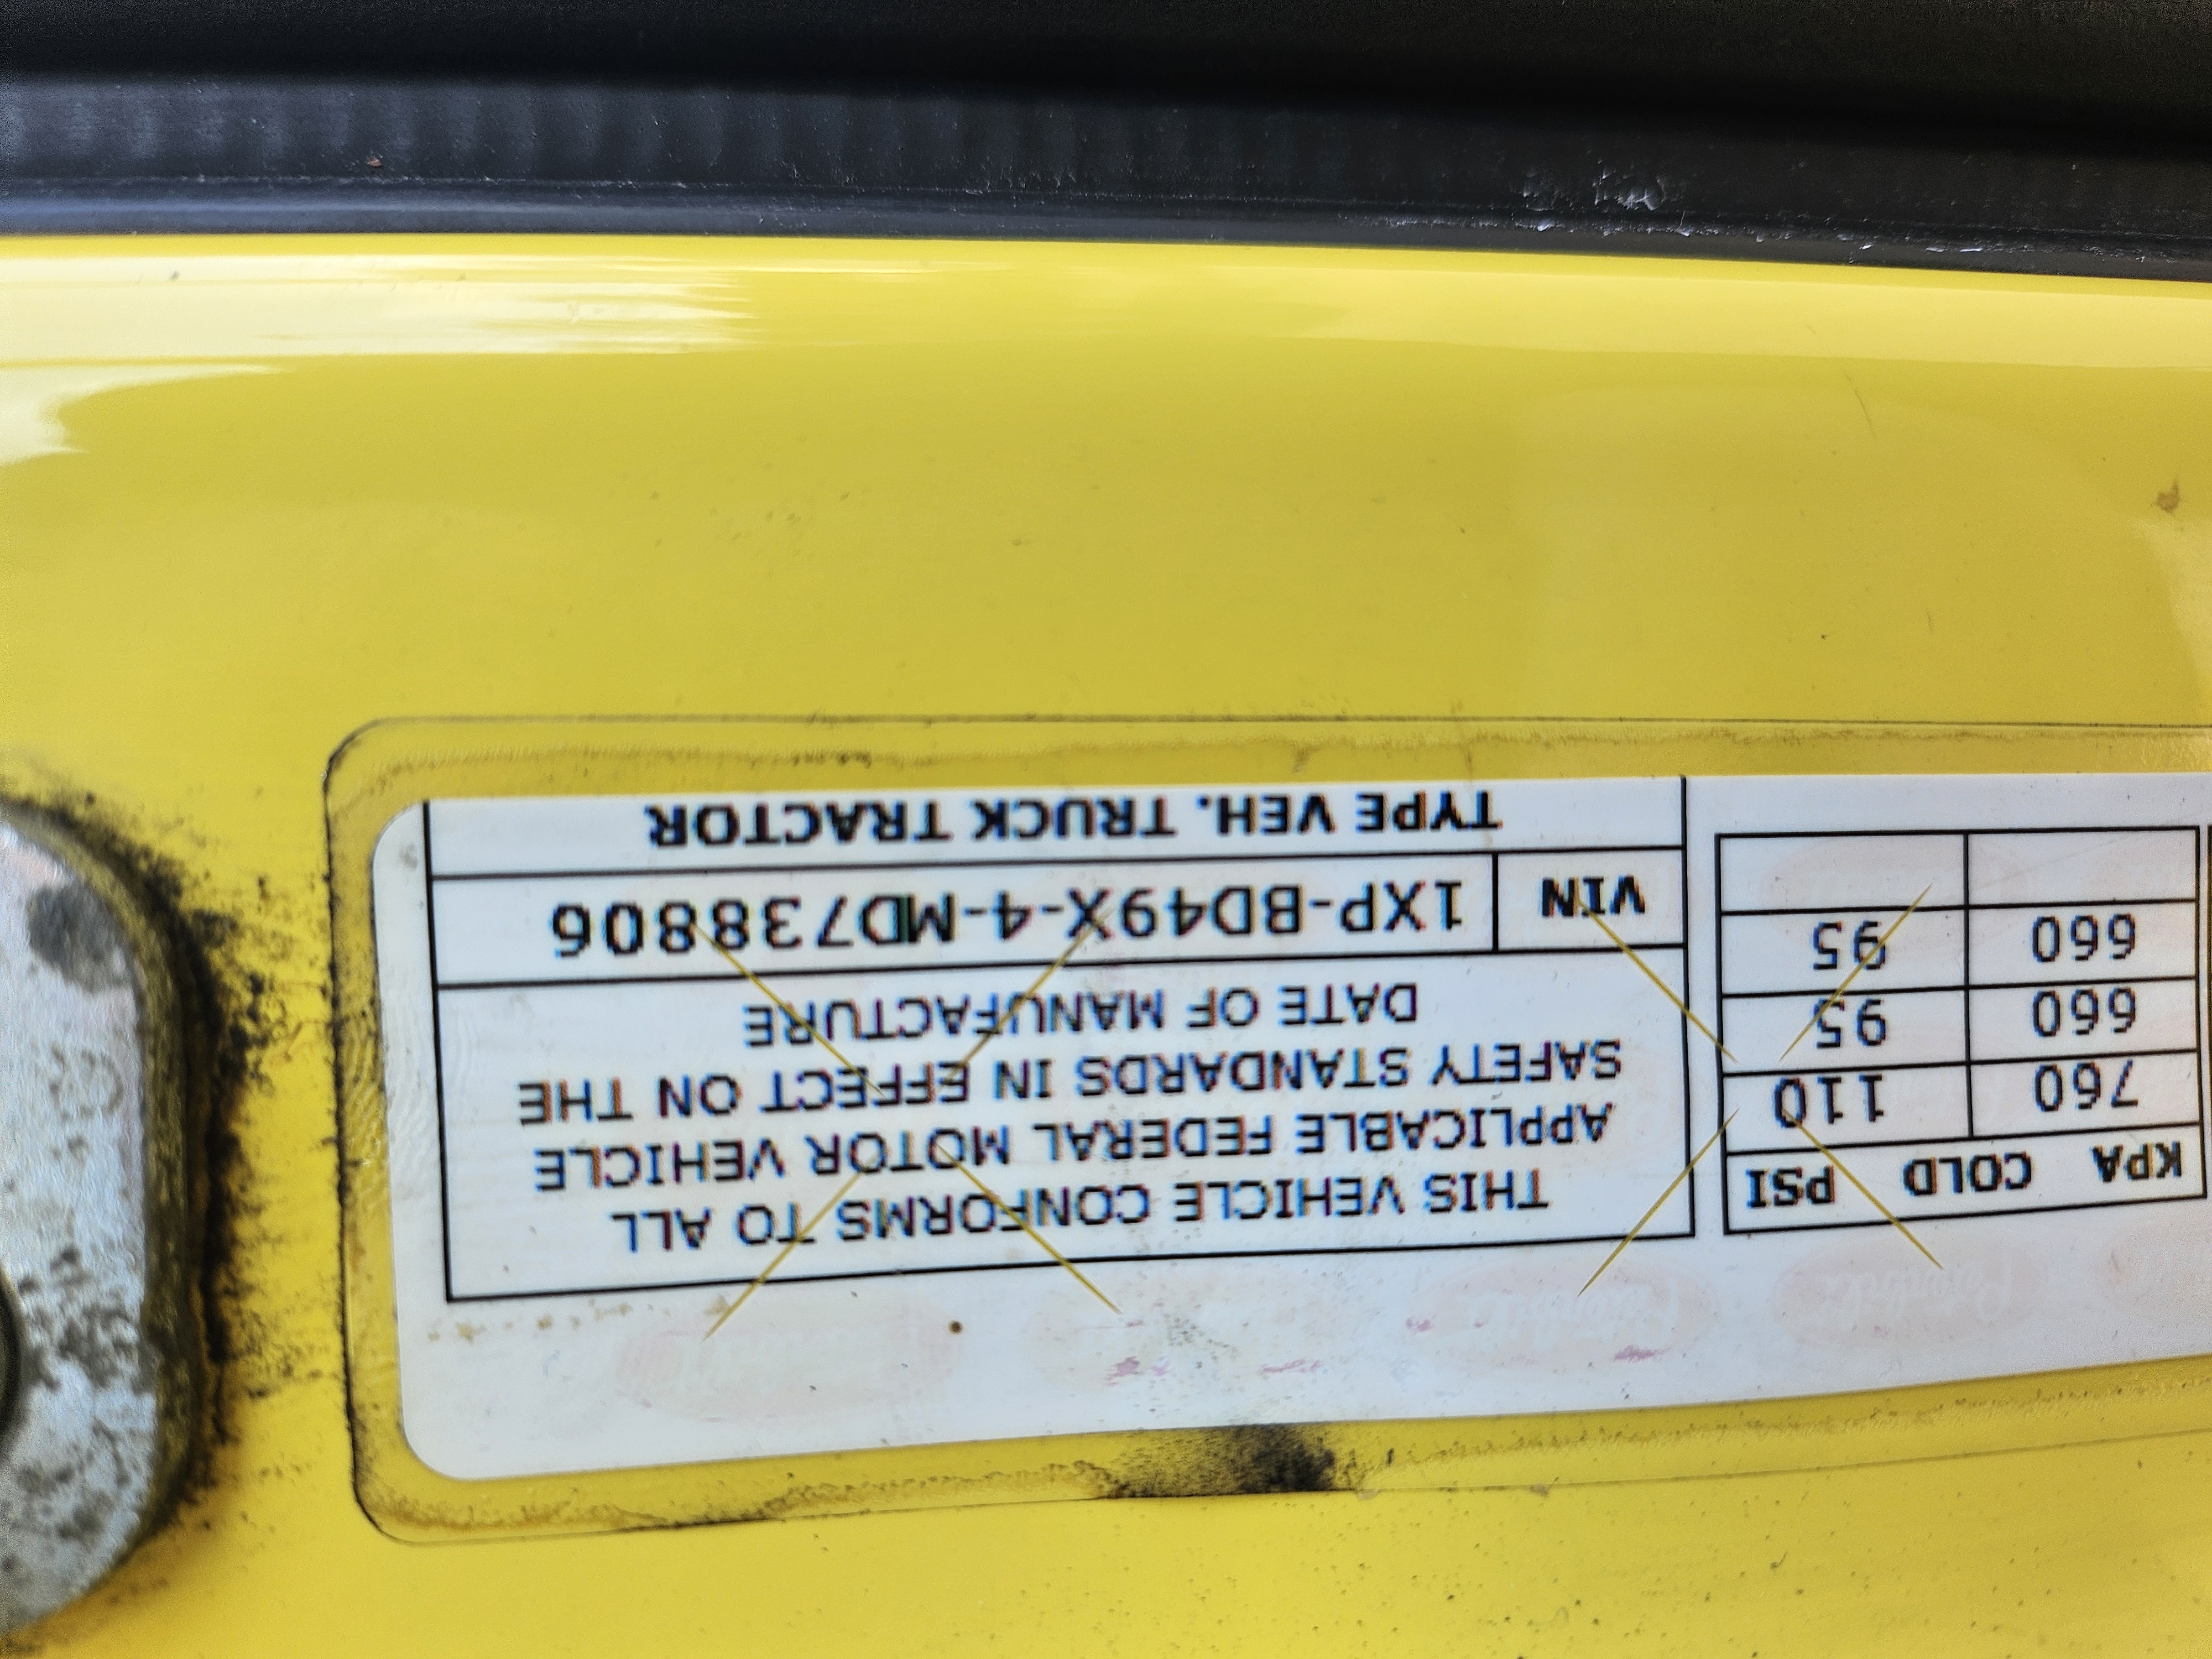 KPA COLD PSI
760 110
660 95
660 95
THIS VEHICLE CONFORMS TO ALL
APPLICABLE FEDERAL MOTOR VEHICLE
SAFETY STANDARDS IN EFFECT ON THE
DATE OF MANUFACTURE
VIN 1XP-BD49X-4-MD738806
TYPE VEH. TRUCK TRACTOR